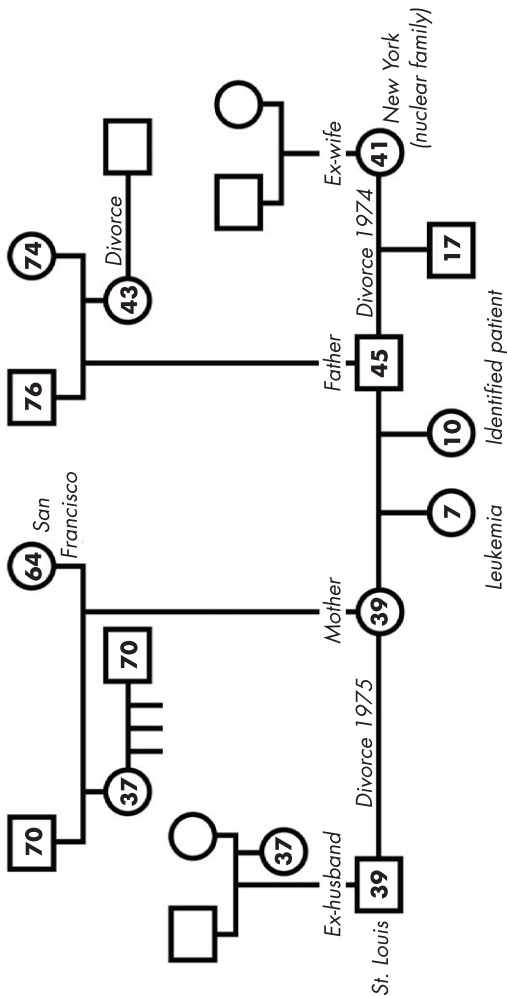 70
64
San
Francisco
76
74
37
70
43
Divorce
37
Ex-husband
Mother
Father
Ex-wife
St. Louis
39
Divorce 1975
39
45
Divorce 1974
41
New York
(nuclear family)
7
10
17
Leukemia
Identified patient